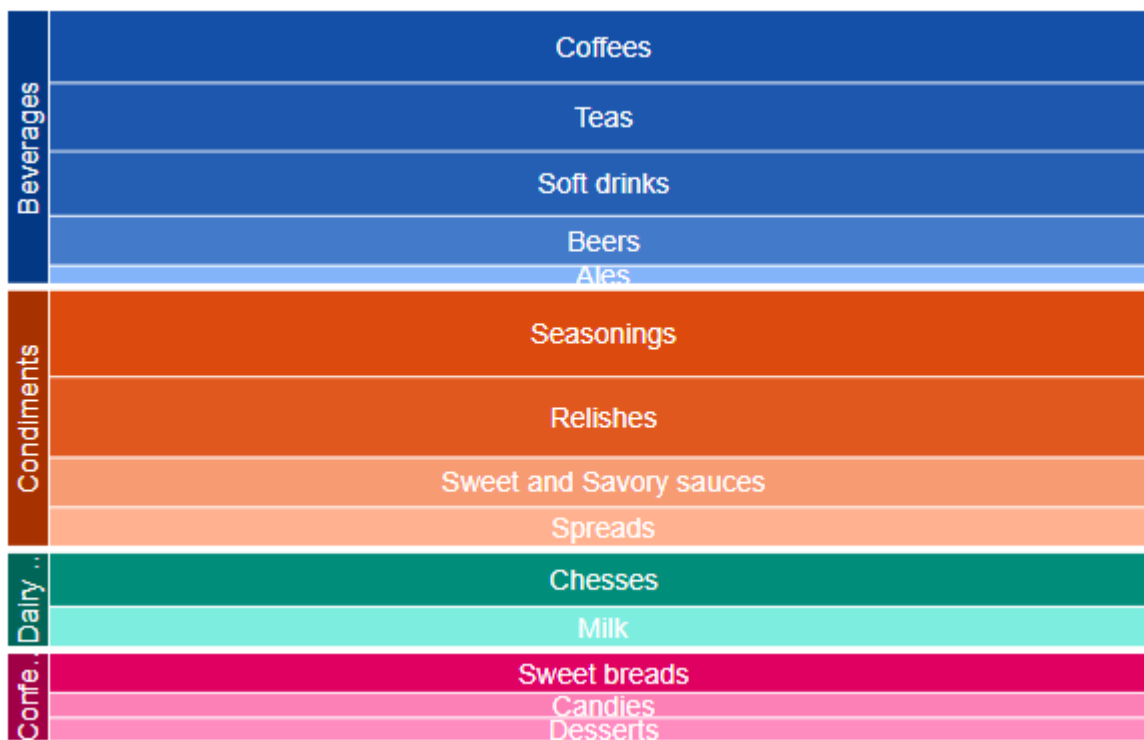 Beverages
Coffees
Teas
Soft drinks
Beers
Ales
Condiments
Seasonings
Relishes
Sweet and Savory sauces
Spreads
Dairy ..
Chesses
Milk
Confe..
Sweet breads
Candies
Desserts